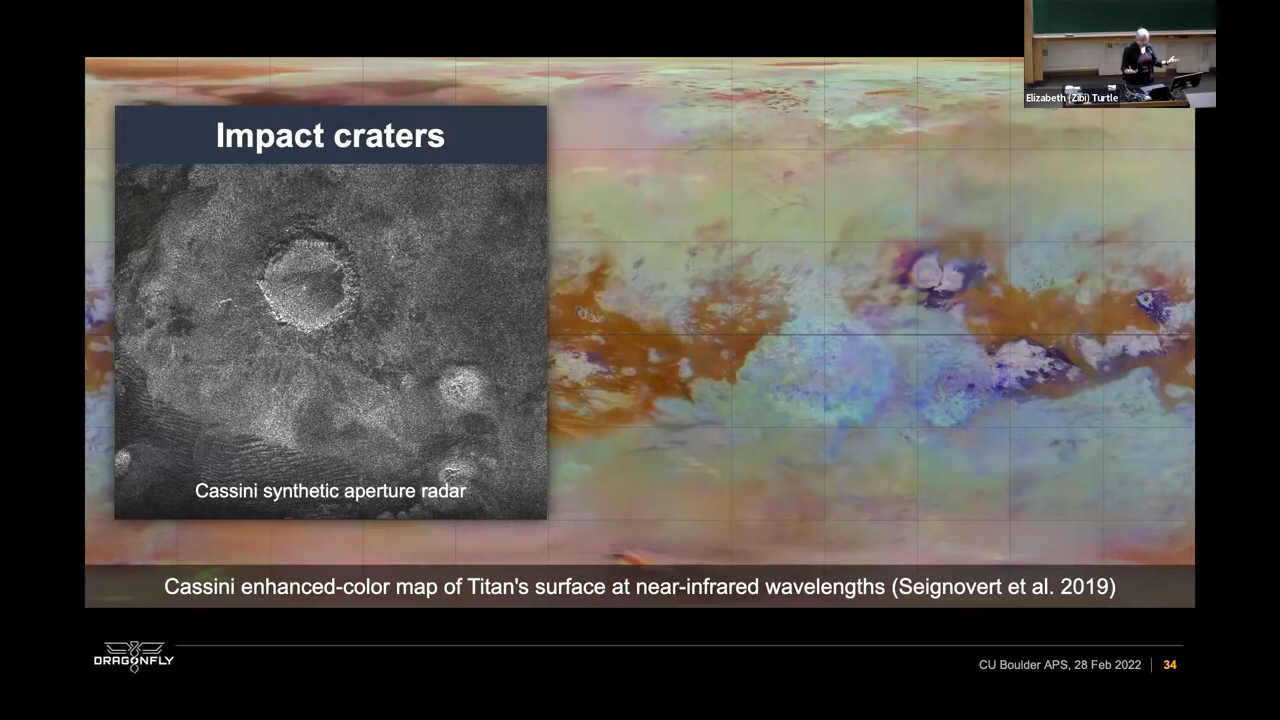 Elizabeth (Zibi) Turtle
Impact craters
Cassini synthetic aperture radar
Cassini enhanced-color map of Titan's surface at near-infrared wavelengths (Seignovert et al. 2019)
DRAGONFLY
CU Boulder APS, 28 Feb 2022 | 34